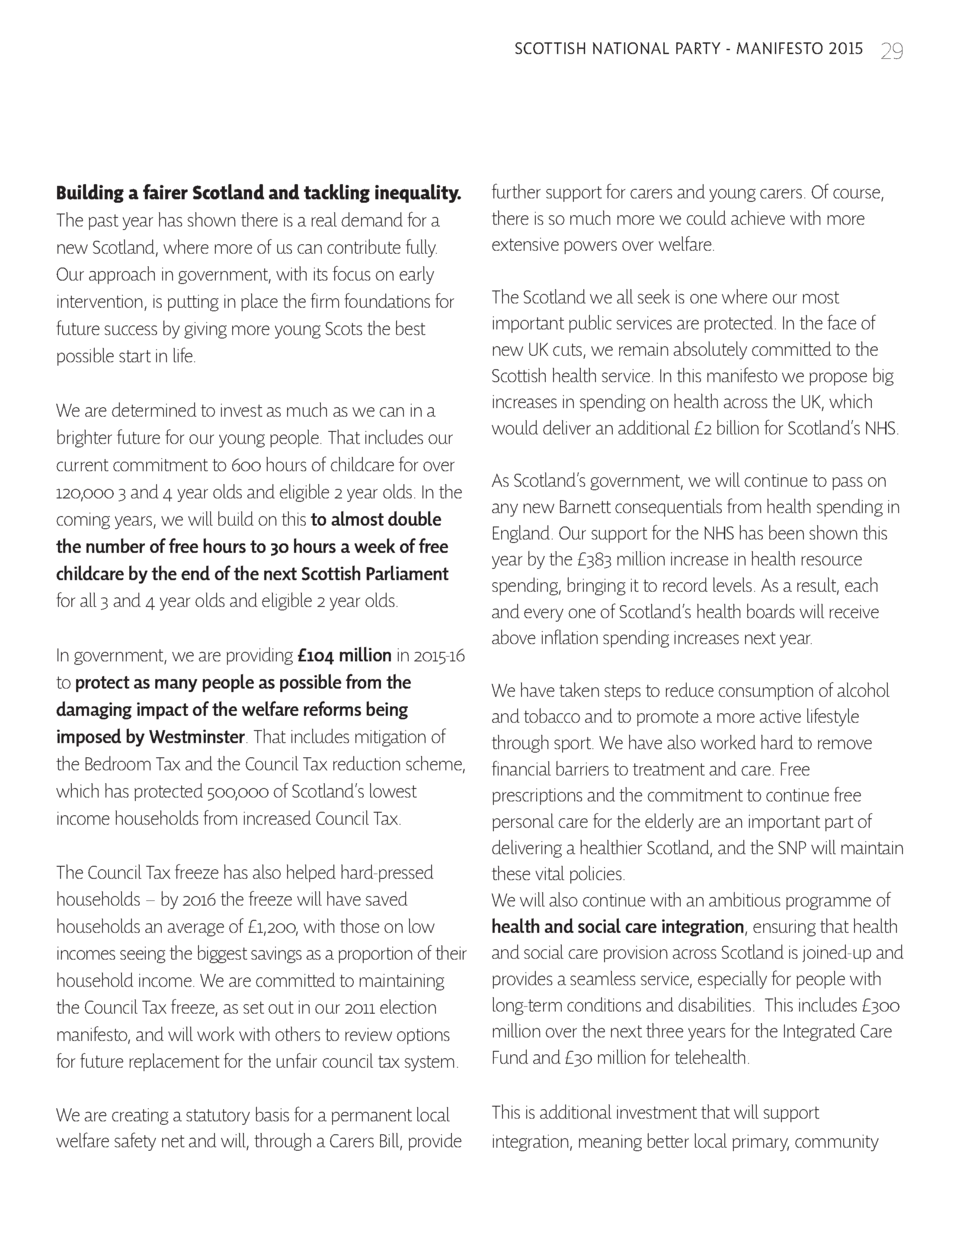 SCOTTISH NATIONAL PARTY - MANIFESTO 2015 29
Building a fairer Scotland and tackling inequality.
The past year has shown there is a real demand for a
new Scotland, where more of us can contribute fully.
Our approach in government, with its focus on early
intervention, is putting in place the firm foundations for
future success by giving more young Scots the best
possible start in life.
We are determined to invest as much as we can in a
brighter future for our young people. That includes our
current commitment to 600 hours of childcare for over
120,000 3 and 4 year olds and eligible 2 year olds. In the
coming years, we will build on this to almost double
the number of free hours to 30 hours a week of free
childcare by the end of the next Scottish Parliament
for all 3 and 4 year olds and eligible 2 year olds.
In government, we are providing £104 million in 2015-16
to protect as many people as possible from the
damaging impact of the welfare reforms being
imposed by Westminster. That includes mitigation of
the Bedroom Tax and the Council Tax reduction scheme,
which has protected 500,000 of Scotland's lowest
income households from increased Council Tax.
The Council Tax freeze has also helped hard-pressed
households – by 2016 the freeze will have saved
households an average of £1,200, with those on low
incomes seeing the biggest savings as a proportion of their
household income. We are committed to maintaining
the Council Tax freeze, as set out in our 2011 election
manifesto, and will work with others to review options
for future replacement for the unfair council tax system.
We are creating a statutory basis for a permanent local
welfare safety net and will, through a Carers Bill, provide
further support for carers and young carers. Of course,
there is so much more we could achieve with more
extensive powers over welfare.
The Scotland we all seek is one where our most
important public services are protected. In the face of
new UK cuts, we remain absolutely committed to the
Scottish health service. In this manifesto we propose big
increases in spending on health across the UK, which
would deliver an additional £2 billion for Scotland's NHS.
As Scotland's government, we will continue to pass on
any new Barnett consequentials from health spending in
England. Our support for the NHS has been shown this
year by the £383 million increase in health resource
spending, bringing it to record levels. As a result, each
and every one of Scotland's health boards will receive
above inflation spending increases next year.
We have taken steps to reduce consumption of alcohol
and tobacco and to promote a more active lifestyle
through sport. We have also worked hard to remove
financial barriers to treatment and care. Free
prescriptions and the commitment to continue free
personal care for the elderly are an important part of
delivering a healthier Scotland, and the SNP will maintain
these vital policies.
We will also continue with an ambitious programme of
health and social care integration, ensuring that health
and social care provision across Scotland is joined-up and
provides a seamless service, especially for people with
long-term conditions and disabilities.  This includes £300
million over the next three years for the Integrated Care
Fund and £30 million for telehealth.
This is additional investment that will support
integration, meaning better local primary, community